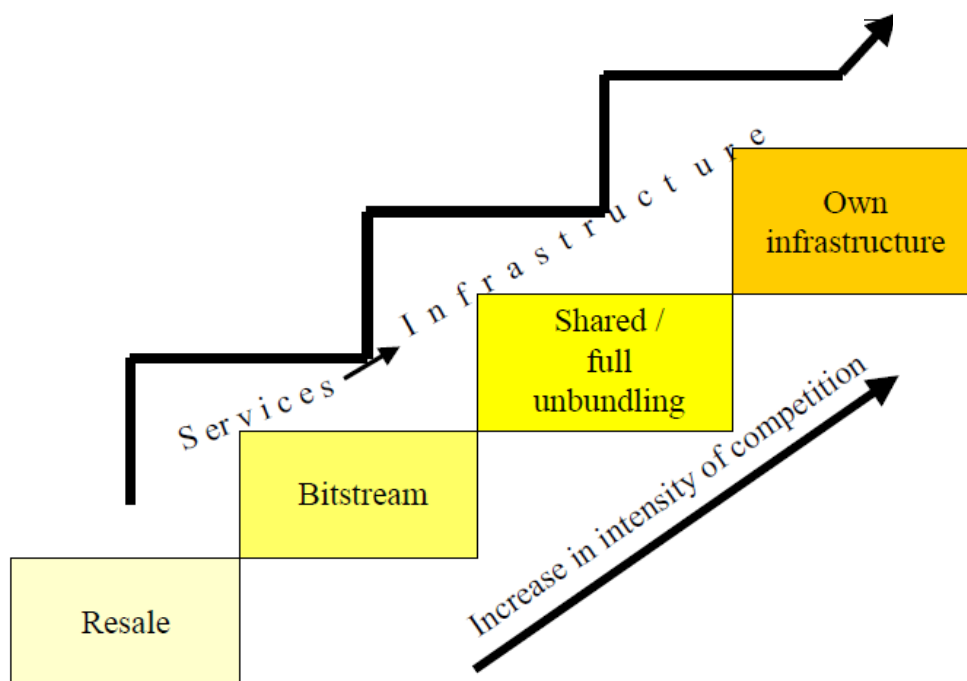 Own
infrastructure
Services
Infrastructure
Shared /
full
unbundling
Bitstream
Increase in intensity of competition
Resale